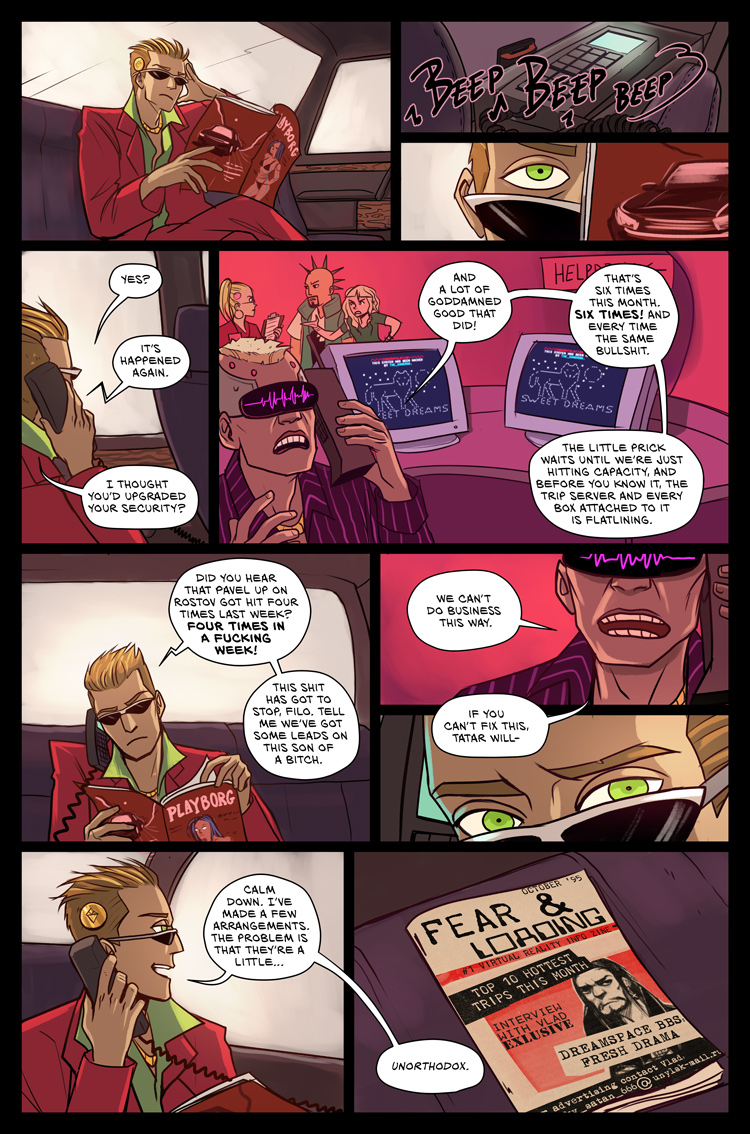 PLAYBORG
BEEP BEEP BEEP
YES?
IT'S
HAPPENED
AGAIN.
I THOUGHT
YOU'D UPGRADED
YOUR SECURITY?
AND
A LOT OF
GODDAMNED
GOOD THAT
DID!
THAT'S
SIX TIMES
THIS MONTH.
SIX TIMES! AND
EVERY TIME
THE SAME
BULLSHIT.
THE LITTLE PRICK
WAITS UNTIL WE'RE JUST
HITTING CAPACITY, AND
BEFORE YOU KNOW IT, THE
TRIP SERVER AND EVERY
BOX ATTACHED TO IT
IS FLATLINING.
SWEET DREAMS
SWEET DREAMS
DID YOU HEAR
THAT PAVEL UP ON
ROSTOV GOT HIT FOUR
TIMES LAST WEEK?
FOUR TIMES IN
A FUCKING
WEEK!
THIS SHIT
HAS GOT TO
STOP, FILO. TELL
ME WE'VE GOT
SOME LEADS ON
THIS SON OF
A BITCH.
PLAYBORG
WE CAN'T
DO BUSINESS
THIS WAY.
IF YOU
CAN'T FIX THIS,
TATAR WILL-
CALM
DOWN. I'VE
MADE A FEW
ARRANGEMENTS.
THE PROBLEM IS
THAT THEY'RE A
LITTLE...
UNORTHODOX.
OCTOBER '95
FEAR &
LOADING
#1 VIRTUAL REALITY INFO ZINE
TOP 10 HOTTEST
TRIPS THIS MONTH
INTERVIEW
WITH VLAD
EXLUSIVE
DREAMSPACE BBS:
FRESH DRAMA
advertising contact Vlad.
_satan_666@unylsk-mail.r